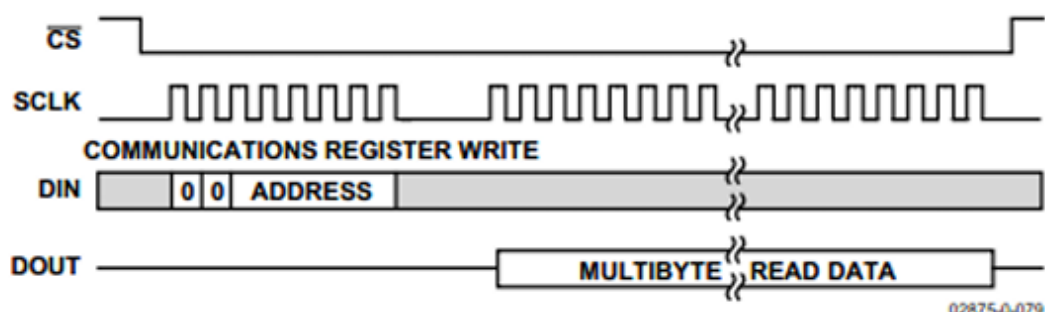 CS
SCLK
COMMUNICATIONS REGISTER WRITE
DIN 0 0 ADDRESS
DOUT MULTIBYTE READ DATA
02875-0-079